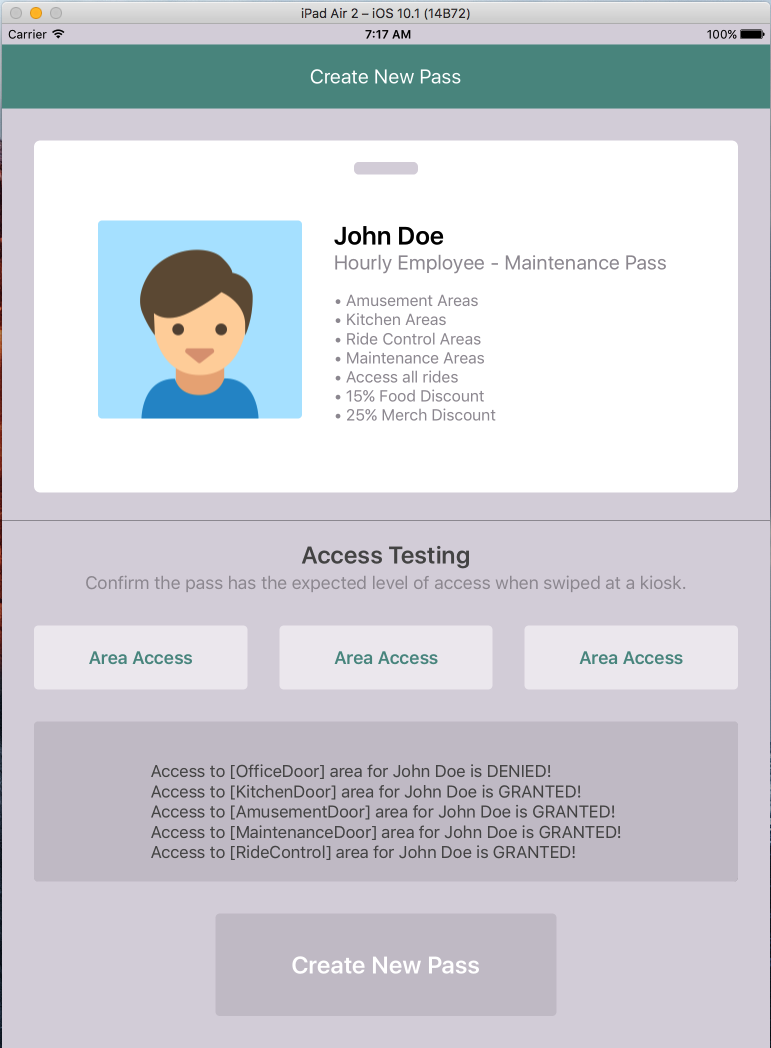 iPad Air 2 – iOS 10.1 (14B72)
Carrier 7:17 AM 100%
Create New Pass
John Doe
Hourly Employee - Maintenance Pass
• Amusement Areas
• Kitchen Areas
• Ride Control Areas
• Maintenance Areas
• Access all rides
• 15% Food Discount
• 25% Merch Discount
Access Testing
Confirm the pass has the expected level of access when swiped at a kiosk.
Area Access Area Access Area Access
Access to [OfficeDoor] area for John Doe is DENIED!
Access to [KitchenDoor] area for John Doe is GRANTED!
Access to [AmusementDoor] area for John Doe is GRANTED!
Access to [MaintenanceDoor] area for John Doe is GRANTED!
Access to [RideControl] area for John Doe is GRANTED!
Create New Pass